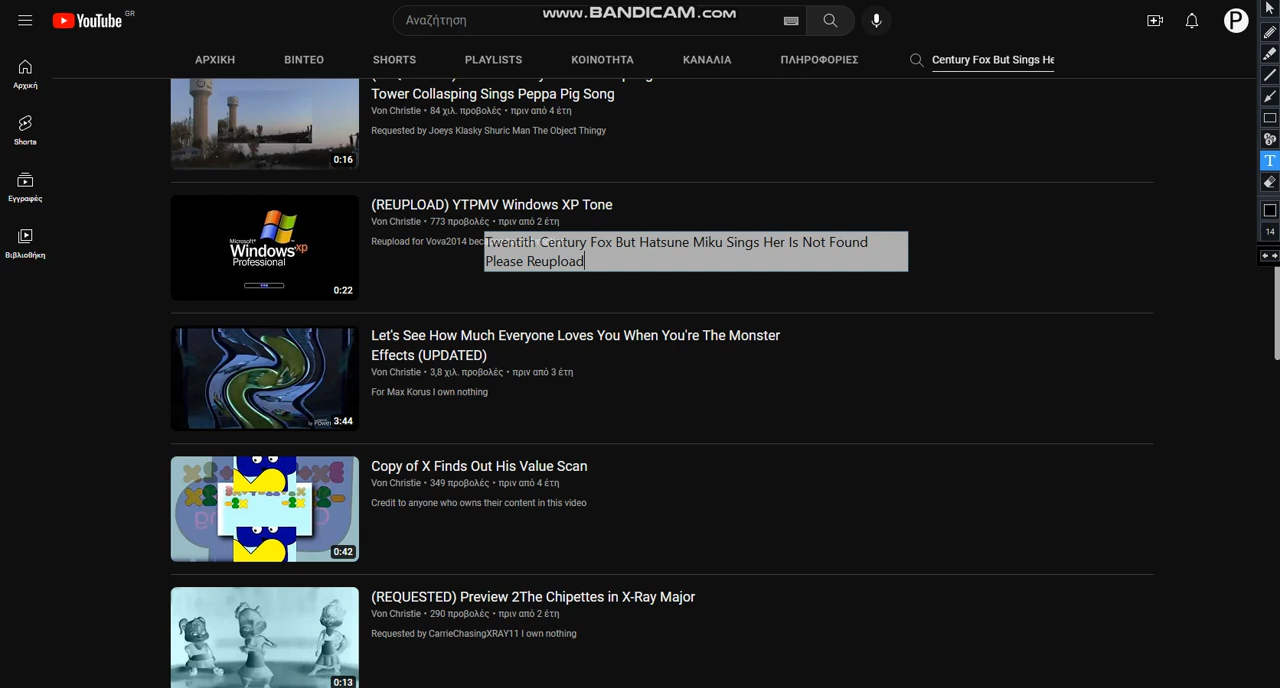 YouTube GR
Αναζήτηση
www.BANDICAM.com
P
ΑΡΧΙΚΗ ΒΙΝΤΕΟ SHORTS PLAYLISTS ΚΟΙΝΟΤΗΤΑ ΚΑΝΑΛΙΑ ΠΛΗΡΟΦΟΡΙΕΣ Century Fox But Sings He
Αρχική
Shorts
Εγγραφές
Βιβλιοθήκη
Tower Collasping Sings Peppa Pig Song
Von Christie • 84 χιλ. προβολές • πριν από 4 έτη
Requested by Joeys Klasky Shuric Man The Object Thingy
0:16
(REUPLOAD) YTPMV Windows XP Tone
Von Christie • 773 προβολές • πριν από 2 έτη
Reupload for Vova2014
Twentith Century Fox But Hatsune Miku Sings Her Is Not Found
Please Reupload
Microsoft
Windows xp
Professional
0:22
Let's See How Much Everyone Loves You When You're The Monster
Effects (UPDATED)
Von Christie • 3,8 χιλ. προβολές • πριν από 3 έτη
For Max Korus I own nothing
3:44
Copy of X Finds Out His Value Scan
Von Christie • 349 προβολές • πριν από 4 έτη
Credit to anyone who owns their content in this video
0:42
(REQUESTED) Preview 2The Chipettes in X-Ray Major
Von Christie • 290 προβολές • πριν από 2 έτη
Requested by CarrieChasingXRAY11 I own nothing
0:13
T
14